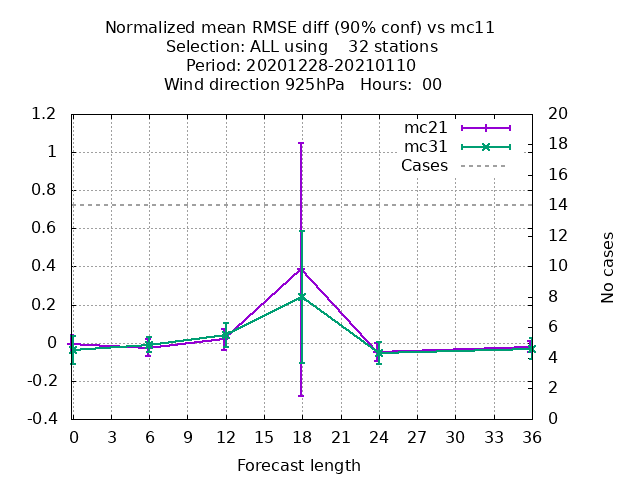 Normalized mean RMSE diff (90% conf) vs mc11
Selection: ALL using    32 stations
Period: 20201228-20210110
Wind direction 925hPa   Hours:  00
mc21
mc31
Cases
1.2
1
0.8
0.6
0.4
0.2
0
-0.2
-0.4
20
18
16
14
12
10
8
6
4
2
0
No cases
0 3 6 9 12 15 18 21 24 27 30 33 36
Forecast length